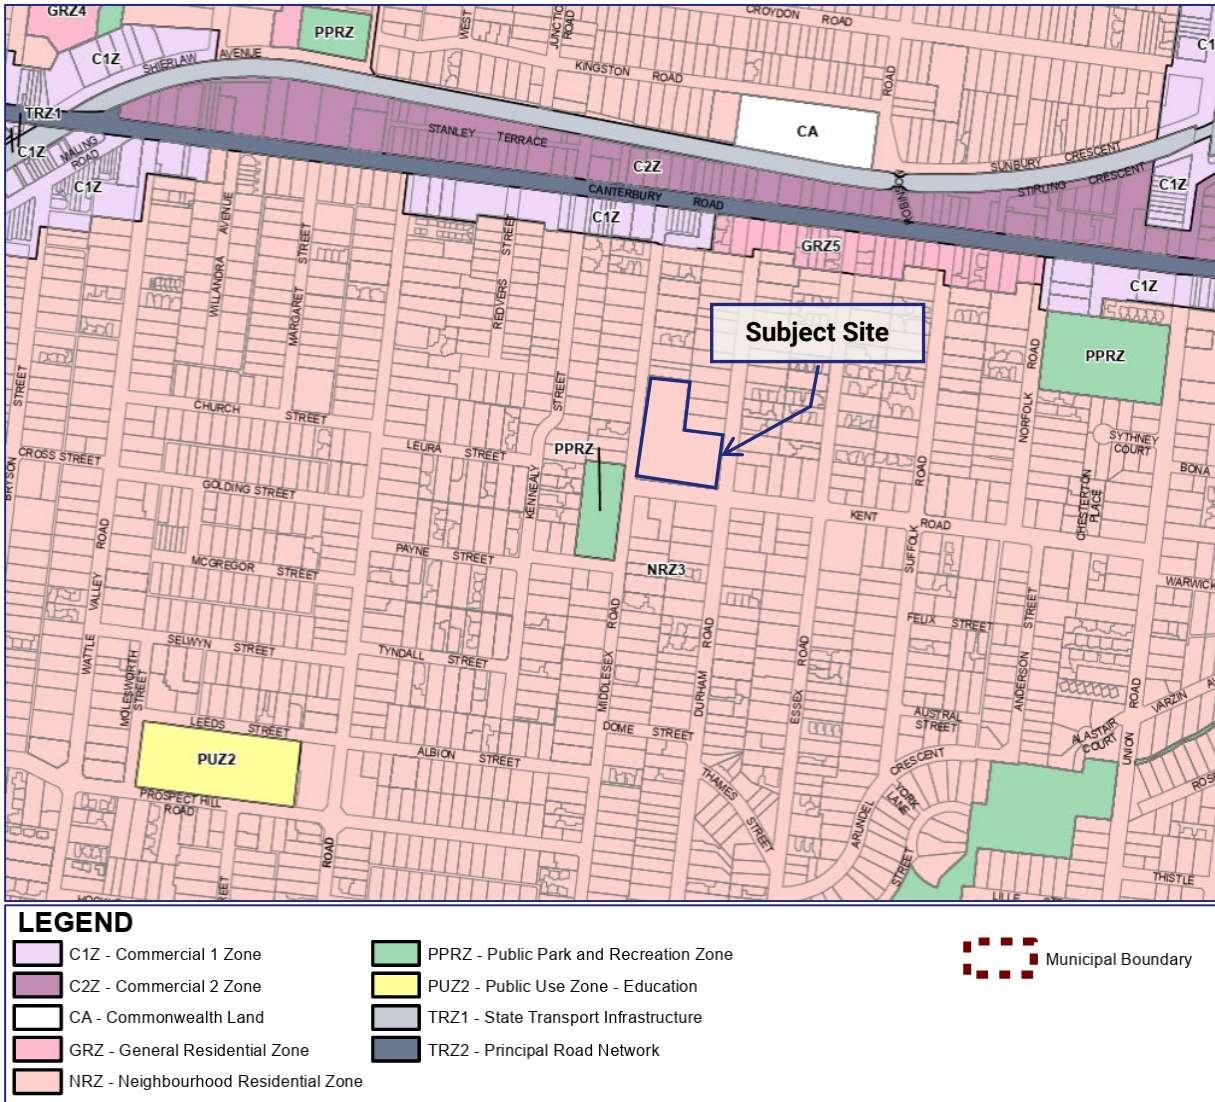 GRZ4
PPRZ
WEST
JUNCTION
ROAD
CROYDON ROAD
C1Z
C1
SHIERLAW AVENUE
KINGSTON ROAD
ROAD
TRZ1
CA
C1Z
MALING
ROAD
STANLEY TERRACE
C2Z
SUNBURY CRESCENT
STIRLING CRESCENT
C1Z
C1Z
CANTERBURY ROAD
ROBINSON
C1Z
GRZ5
C1Z
WILLANDRA AVENUE
MARGARET STREET
REDVERS STREET
Subject Site
PPRZ
STREET
CHURCH STREET
STREET
NORFOLK ROAD
SYTHNEY
COURT
CROSS STREET
LEURA STREET
PPRZ
BONA
BRYSON
GOLDING STREET
KENNEALY
ROAD
CHESTERTON
PLACE
KENT ROAD
SUFFOLK
VALLEY ROAD
PAYNE STREET
MCGREGOR STREET
NRZ3
WARWICK
FELIX STREET
WATTLE
SELWYN STREET
TYNDALL STREET
MIDDLESEX ROAD
DURHAM ROAD
ESSEX ROAD
ANDERSON STREET
MOLESWORTH
STREET
LEEDS STREET
DOME STREET
AUSTRAL
STREET
UNION ROAD
VARZIN
ALASTAIR
COURT
PUZ2
ALBION STREET
CRESCENT
THAMES STREET
YORK
LANE
ROSE
PROSPECT HILL
ROAD
ROAD
ARUNDEL
STREET
THISTLE
LILLE
LEGEND
C1Z - Commercial 1 Zone
C2Z - Commercial 2 Zone
CA - Commonwealth Land
GRZ - General Residential Zone
NRZ - Neighbourhood Residential Zone
PPRZ - Public Park and Recreation Zone
PUZ2 - Public Use Zone - Education
TRZ1 - State Transport Infrastructure
TRZ2 - Principal Road Network
Municipal Boundary